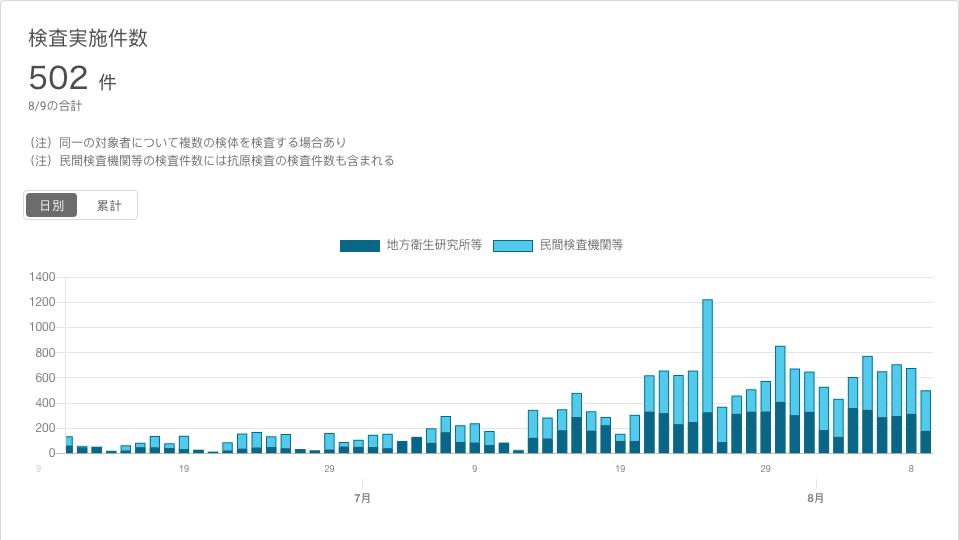 検査実施件数
502 件
8/9の合計
（注）同一の対象者について複数の検体を検査する場合あり
（注）民間検査機関等の検査件数には抗原検査の検査件数も含まれる
日別 累計
地方衛生研究所等 民間検査機関等
1400
1200
1000
800
600
400
200
0
9 19 29 9 19 29 8
7月 8月